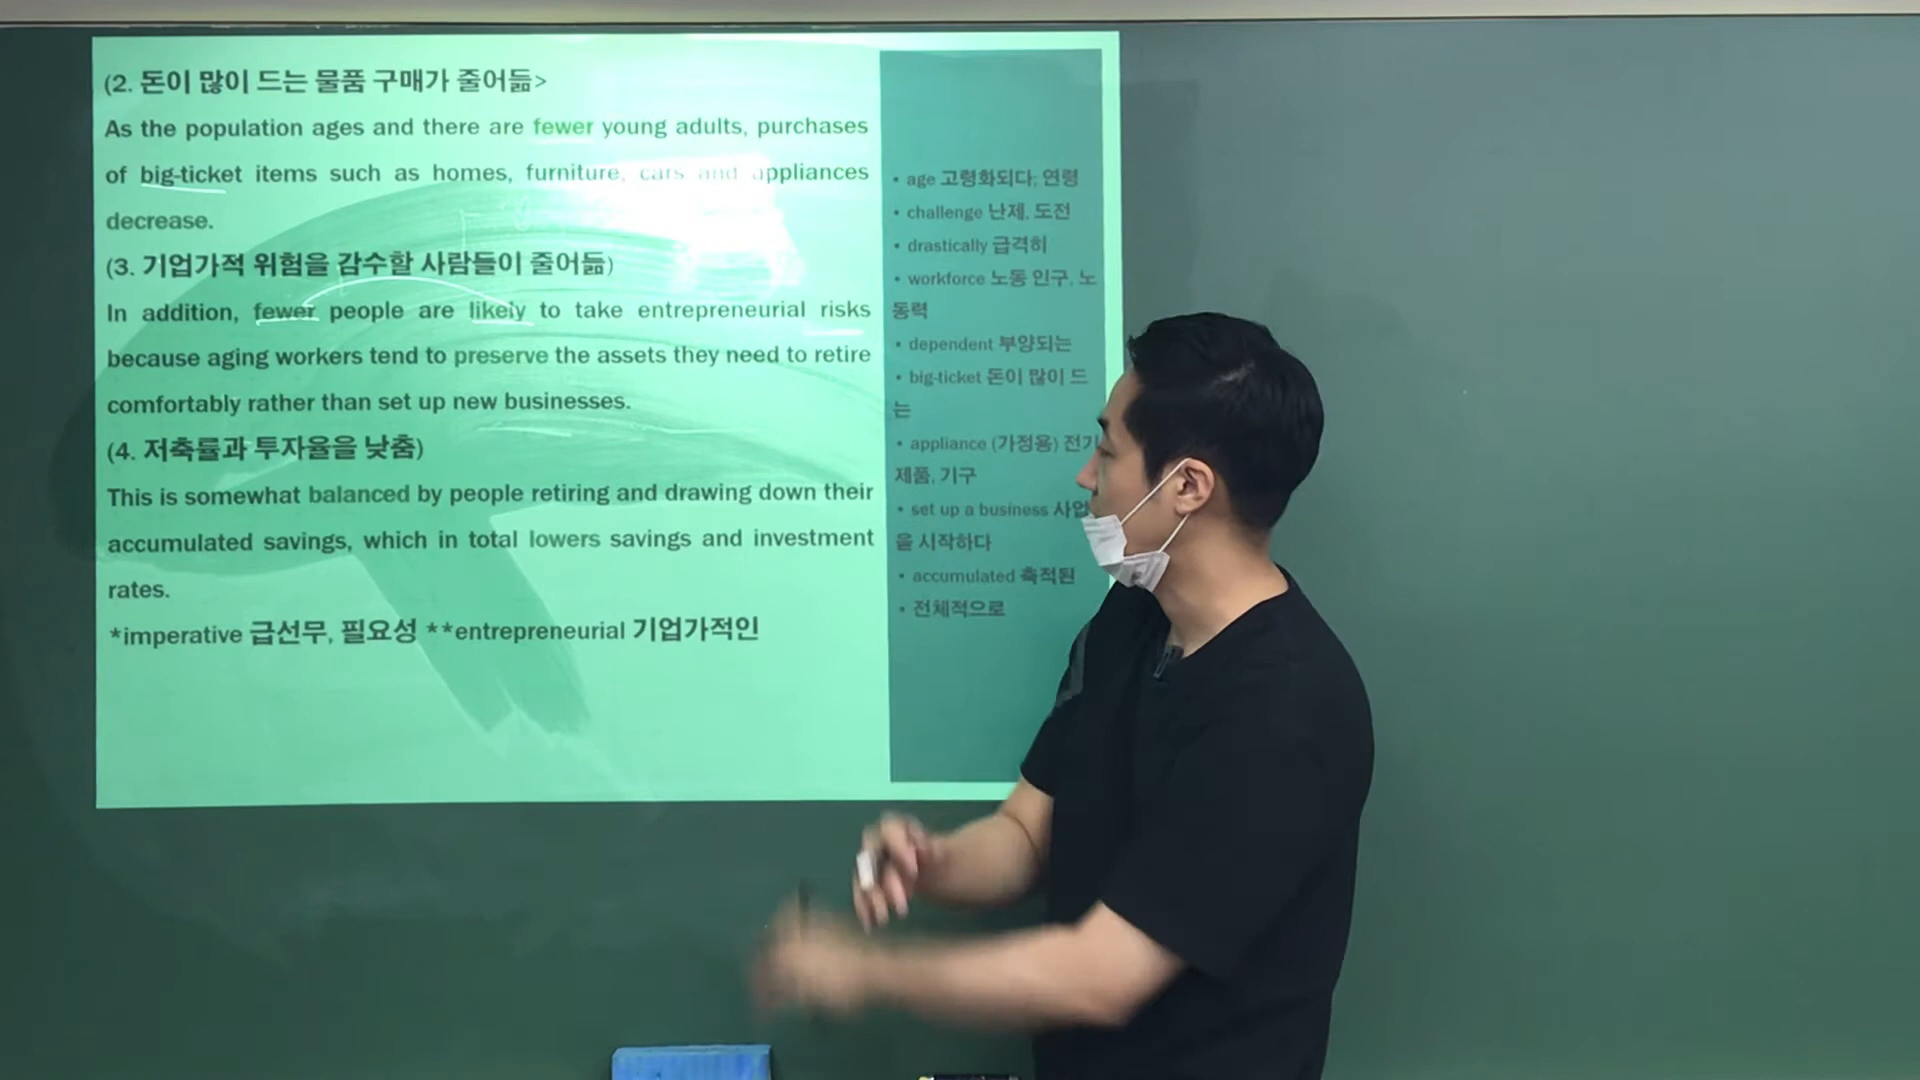 (2. 돈이 많이 드는 물품 구매가 줄어듦>
As the population ages and there are fewer young adults, purchases
of big-ticket items such as homes, furniture, cars and appliances
decrease.
(3. 기업가적 위험을 감수할 사람들이 줄어듦)
In addition, fewer people are likely to take entrepreneurial risks
because aging workers tend to preserve the assets they need to retire
comfortably rather than set up new businesses.
(4. 저축률과 투자율을 낮춤)
This is somewhat balanced by people retiring and drawing down their
accumulated savings, which in total lowers savings and investment
rates.
*imperative 급선무, 필요성 **entrepreneurial 기업가적인
• age 고령화되다; 연령
• challenge 난제, 도전
• drastically 급격히
• workforce 노동 인구, 노
동력
• dependent 부양되는
• big-ticket 돈이 많이 드
는
• appliance (가정용) 전기
제품, 기구
• set up a business 사업
을 시작하다
• accumulated 축적된
• 전체적으로